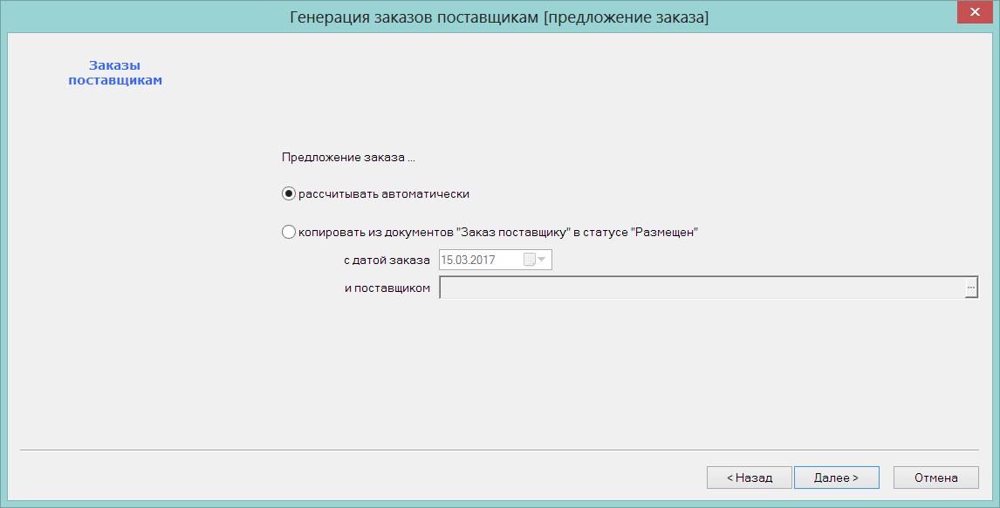 Генерация заказов поставщикам [предложение заказа]
Заказы
поставщикам
Предложение заказа ...
рассчитывать автоматически
копировать из документов "Заказ поставщику" в статусе "Размещен"
с датой заказа 15.03.2017
и поставщиком ...
< Назад Далее > Отмена